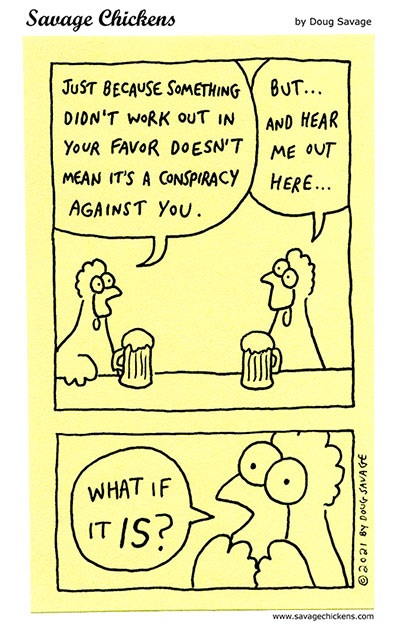 Savage Chickens
by Doug Savage
JUST BECAUSE SOMETHING
DIDN'T WORK OUT IN
YOUR FAVOR DOESN'T
MEAN IT'S A CONSPIRACY
AGAINST YOU.
BUT...
AND HEAR
ME OUT
HERE...
WHAT IF
IT IS?
©2021 BY DOUG SAVAGE
www.savagechickens.com